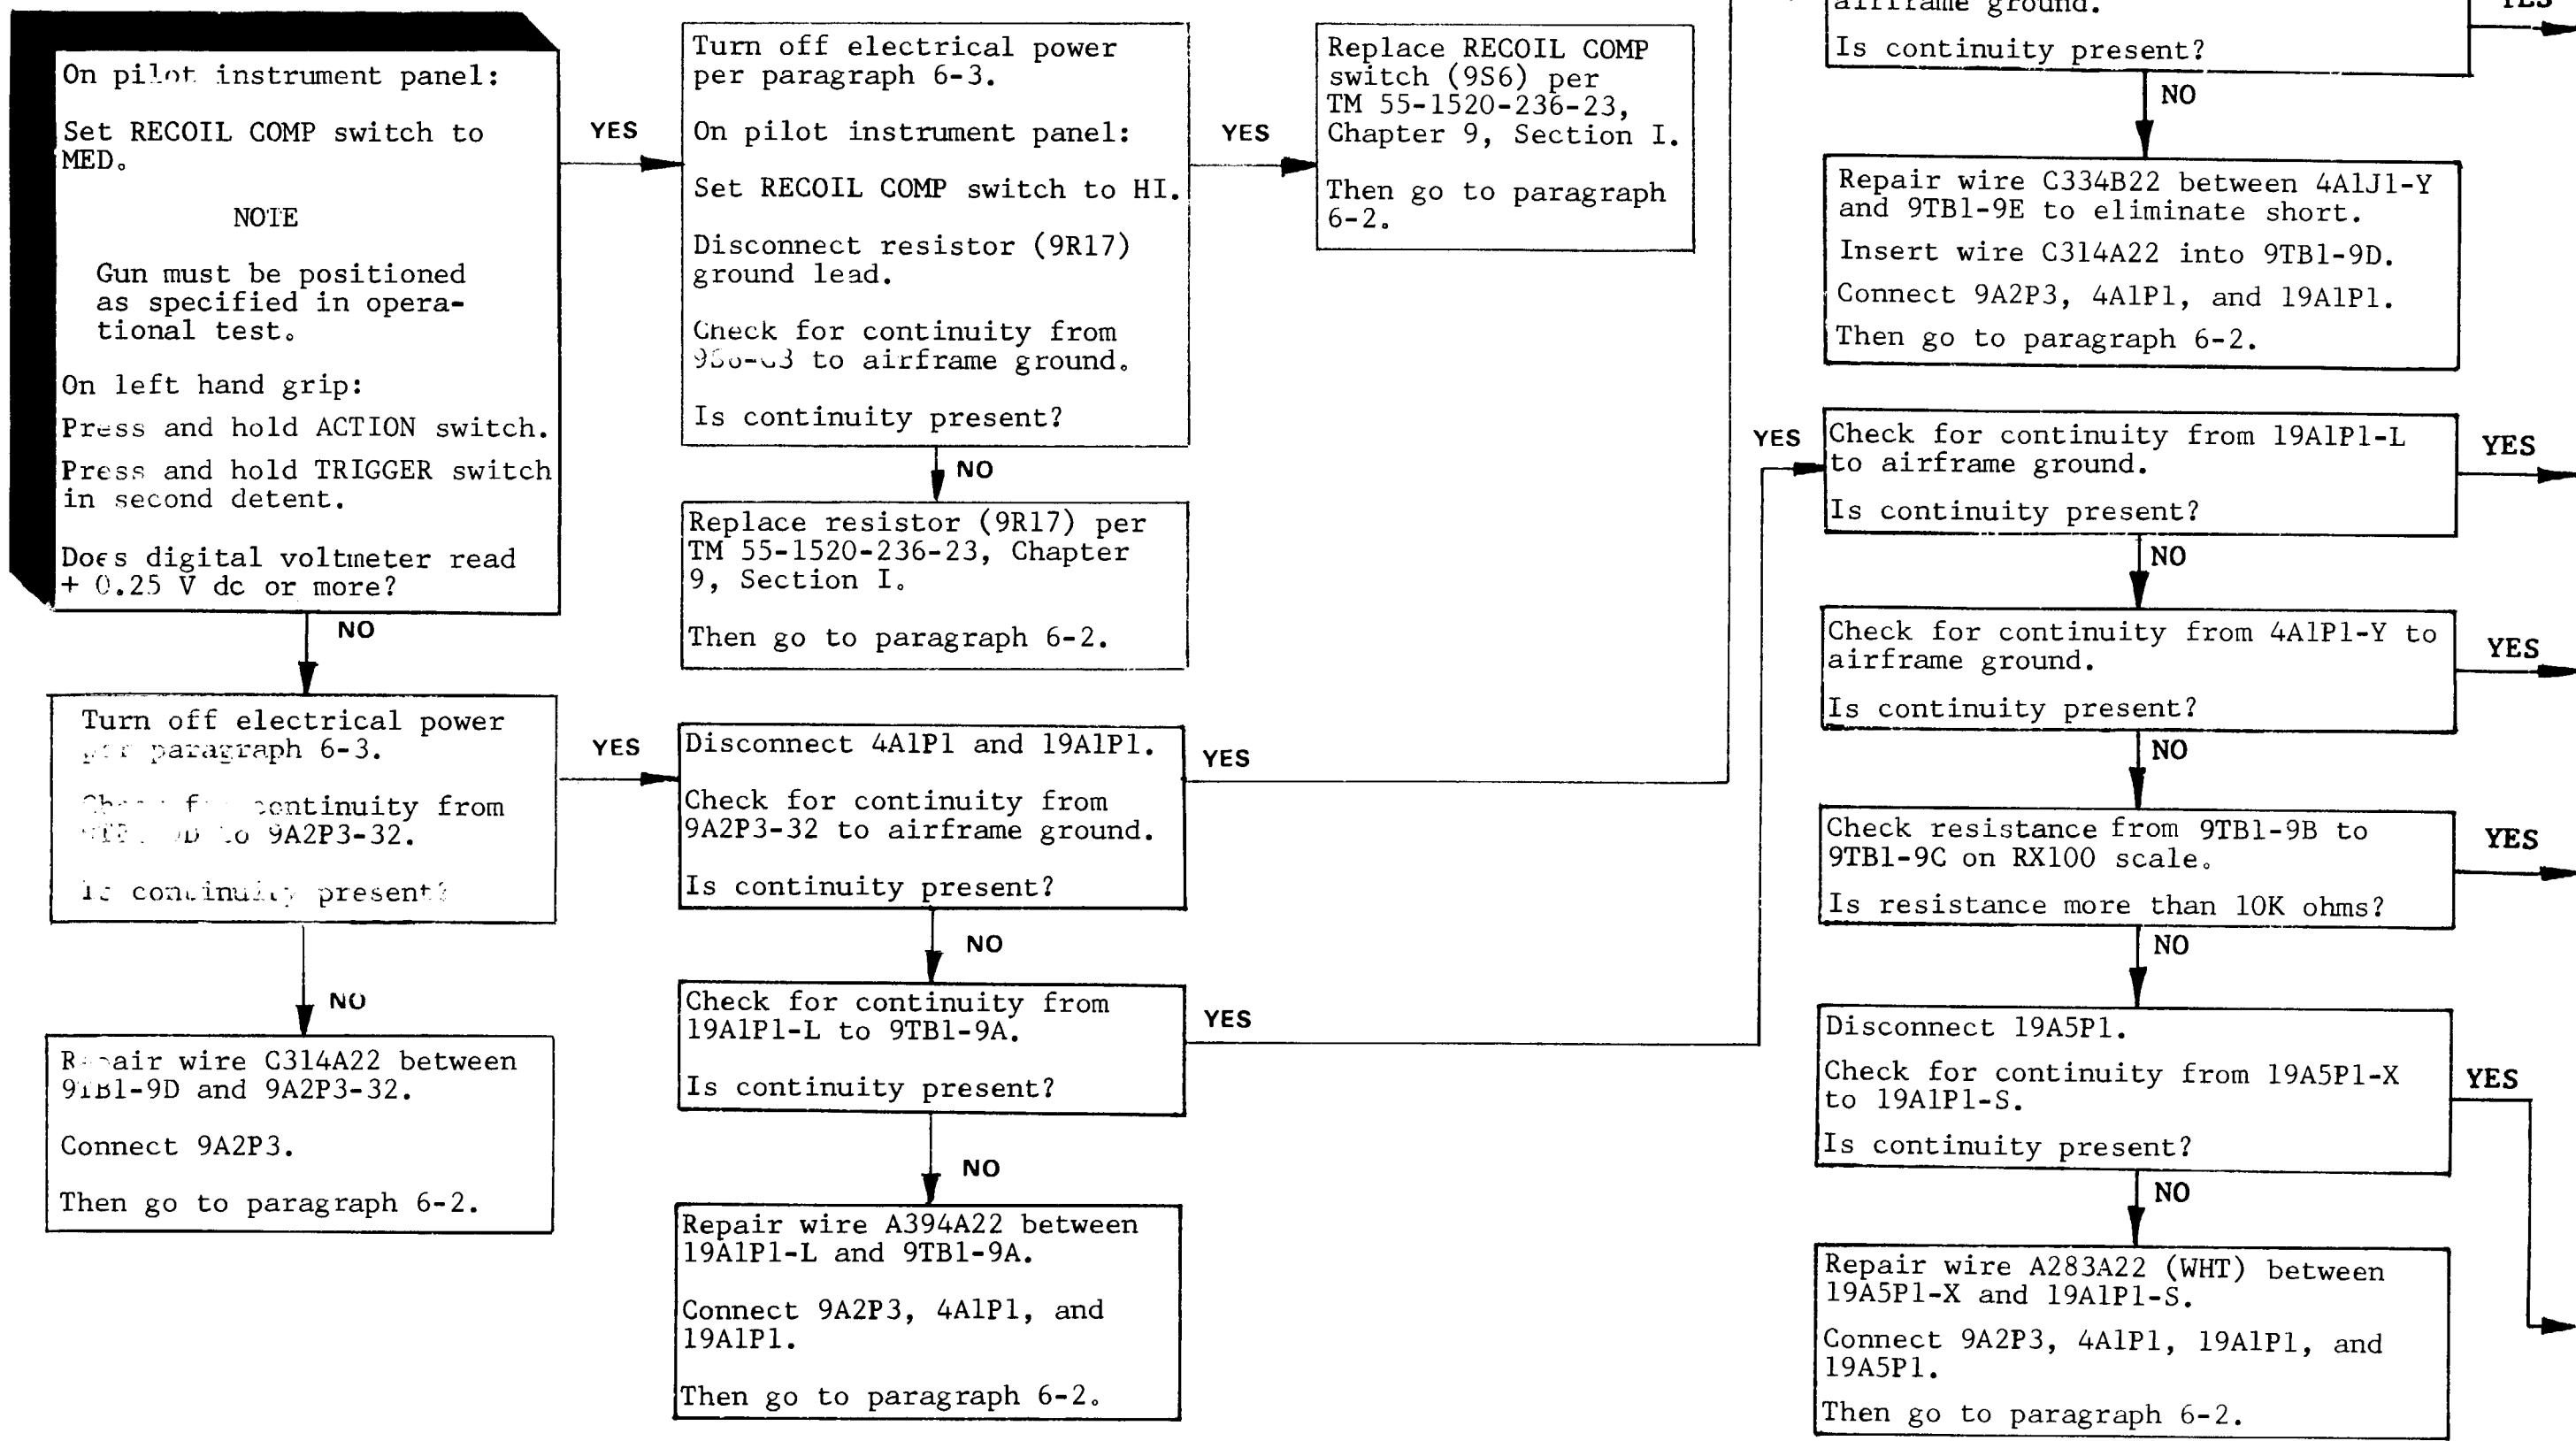 On pilot instrument panel:
Set RECOIL COMP switch to
MED.
NOTE
Gun must be positioned
as specified in opera-
tional test.
On left hand grip:
Press and hold ACTION switch.
Press and hold TRIGGER switch
in second detent.
Does digital voltmeter read
+ 0.25 V dc or more?
YES
NO
Turn off electrical power
per paragraph 6-3.
On pilot instrument panel:
Set RECOIL COMP switch to HI.
Disconnect resistor (9R17)
ground lead.
Check for continuity from
to airframe ground.
Is continuity present?
YES
NO
Replace RECOIL COMP
switch (9S6) per
TM 55-1520-236-23,
Chapter 9, Section I.
Then go to paragraph
6-2.
Replace resistor (9R17) per
TM 55-1520-236-23, Chapter
9, Section I.
Then go to paragraph 6-2.
Turn off electrical power
per paragraph 6-3.
Check for continuity from
to 9A2P3-32.
Is continuity present?
YES
NO
Repair wire C314A22 between
9TB1-9D and 9A2P3-32.
Connect 9A2P3.
Then go to paragraph 6-2.
Disconnect 4A1P1 and 19A1P1.
Check for continuity from
9A2P3-32 to airframe ground.
Is continuity present?
YES
NO
Check for continuity from
19A1P1-L to 9TB1-9A.
Is continuity present?
YES
NO
Repair wire A394A22 between
19A1P1-L and 9TB1-9A.
Connect 9A2P3, 4A1P1, and
19A1P1.
Then go to paragraph 6-2.
airframe ground.
Is continuity present?
YES
NO
Repair wire C334B22 between 4A1J1-Y
and 9TB1-9E to eliminate short.
Insert wire C314A22 into 9TB1-9D.
Connect 9A2P3, 4A1P1, and 19A1P1.
Then go to paragraph 6-2.
YES
Check for continuity from 19A1P1-L
to airframe ground.
Is continuity present?
YES
NO
Check for continuity from 4A1P1-Y to
airframe ground.
Is continuity present?
YES
NO
Check resistance from 9TB1-9B to
9TB1-9C on RX100 scale.
Is resistance more than 10K ohms?
YES
NO
Disconnect 19A5P1.
Check for continuity from 19A5P1-X
to 19A1P1-S.
Is continuity present?
YES
NO
Repair wire A283A22 (WHT) between
19A5P1-X and 19A1P1-S.
Connect 9A2P3, 4A1P1, 19A1P1, and
19A5P1.
Then go to paragraph 6-2.